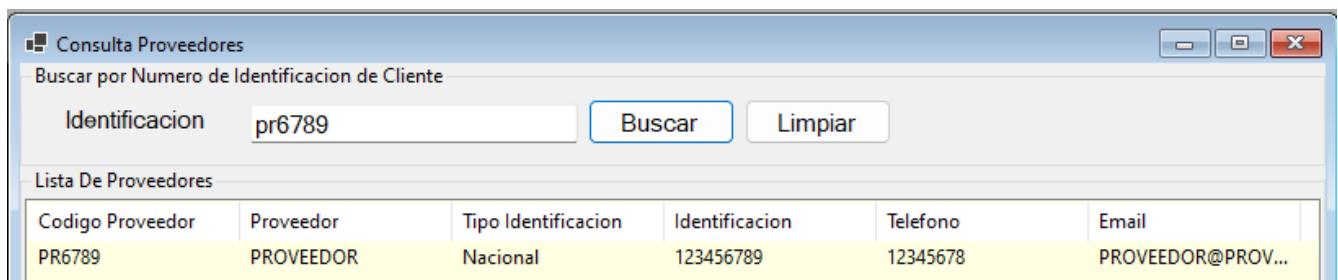 Consulta Proveedores
Buscar por Numero de Identificacion de Cliente
Identificacion pr6789 Buscar Limpiar
Lista De Proveedores
Codigo Proveedor Proveedor Tipo Identificacion Identificacion Telefono Email
PR6789 PROVEEDOR Nacional 123456789 12345678 PROVEEDOR@PROV...